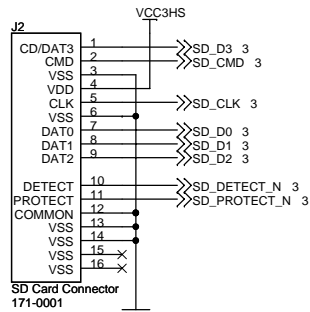 VCC3HS
J2
CD/DAT3 1 SD_D3 3
CMD 2 SD_CMD 3
VSS 3
VDD 4
CLK 5 SD_CLK 3
VSS 6
DAT0 7 SD_D0 3
DAT1 8 SD_D1 3
DAT2 9 SD_D2 3
DETECT 10 SD_DETECT_N 3
PROTECT 11 SD_PROTECT_N 3
COMMON 12
VSS 13
VSS 14
VSS 15
VSS 16
SD Card Connector
171-0001